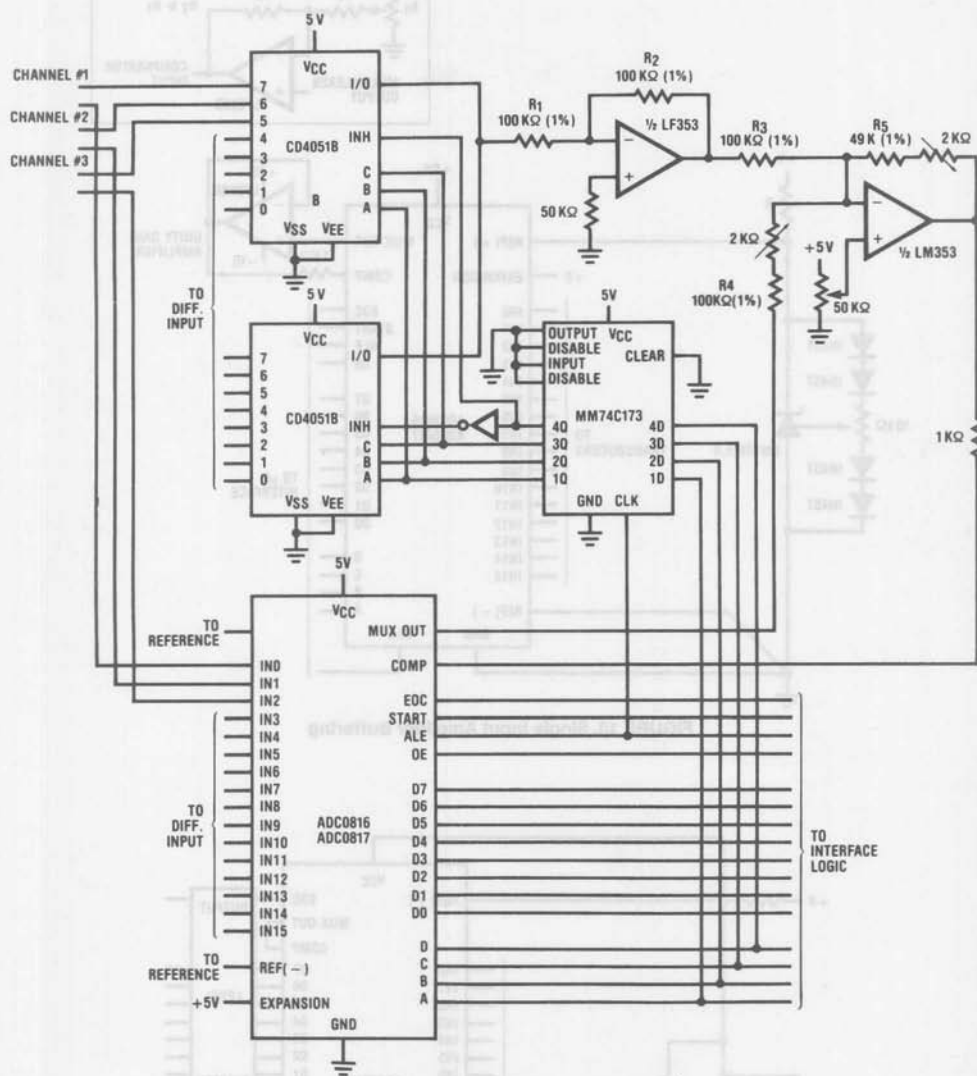 5V
VCC
CHANNEL #1
CHANNEL #2
CHANNEL #3
7
6
5
4
3
2
1
0
CD4051B
B
I/O
INH
C
B
A
VSS VEE
R1
100 KΩ (1%)
R2
100 KΩ (1%)
½ LF353
50 KΩ
R3
100 KΩ (1%)
R5
49 K (1%)
2 KΩ
½ LM353
+5V
50 KΩ
2 KΩ
R4
100KΩ(1%)
1 KΩ
TO
DIFF.
INPUT
5V
VCC
7
6
5
4
3
2
1
0
CD4051B
I/O
INH
C
B
A
VSS VEE
5V
OUTPUT VCC
DISABLE
INPUT
DISABLE
CLEAR
MM74C173
4Q 4D
3Q 3D
2Q 2D
1Q 1D
GND CLK
5V
VCC
TO
REFERENCE
MUX OUT
COMP
IN0
IN1
IN2
IN3
IN4
IN5
IN6
IN7
IN8
IN9
IN10
IN11
IN12
IN13
IN14
IN15
TO
DIFF.
INPUT
ADC0816
ADC0817
EOC
START
ALE
OE
D7
D6
D5
D4
D3
D2
D1
D0
D
C
B
A
TO
INTERFACE
LOGIC
TO
REFERENCE
REF(−)
+5V
EXPANSION
GND